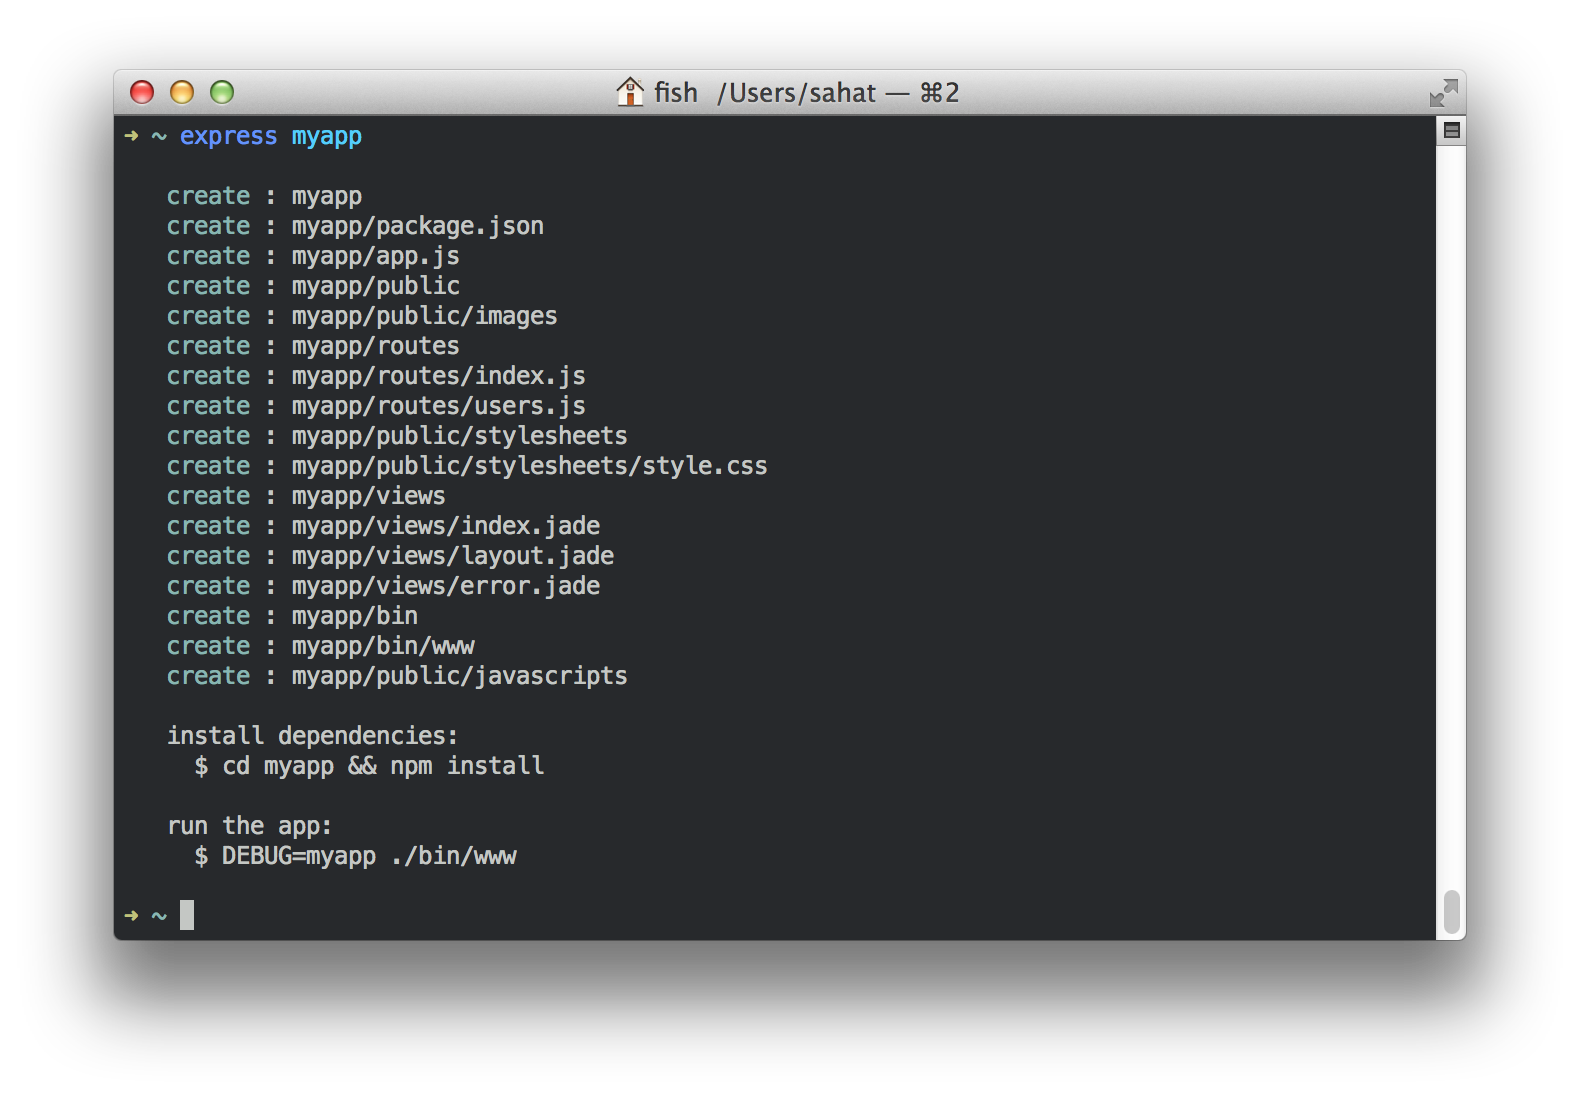 fish /Users/sahat — ⌘2
➜ ~ express myapp
create : myapp
create : myapp/package.json
create : myapp/app.js
create : myapp/public
create : myapp/public/images
create : myapp/routes
create : myapp/routes/index.js
create : myapp/routes/users.js
create : myapp/public/stylesheets
create : myapp/public/stylesheets/style.css
create : myapp/views
create : myapp/views/index.jade
create : myapp/views/layout.jade
create : myapp/views/error.jade
create : myapp/bin
create : myapp/bin/www
create : myapp/public/javascripts
install dependencies:
$ cd myapp && npm install
run the app:
$ DEBUG=myapp ./bin/www
➜ ~